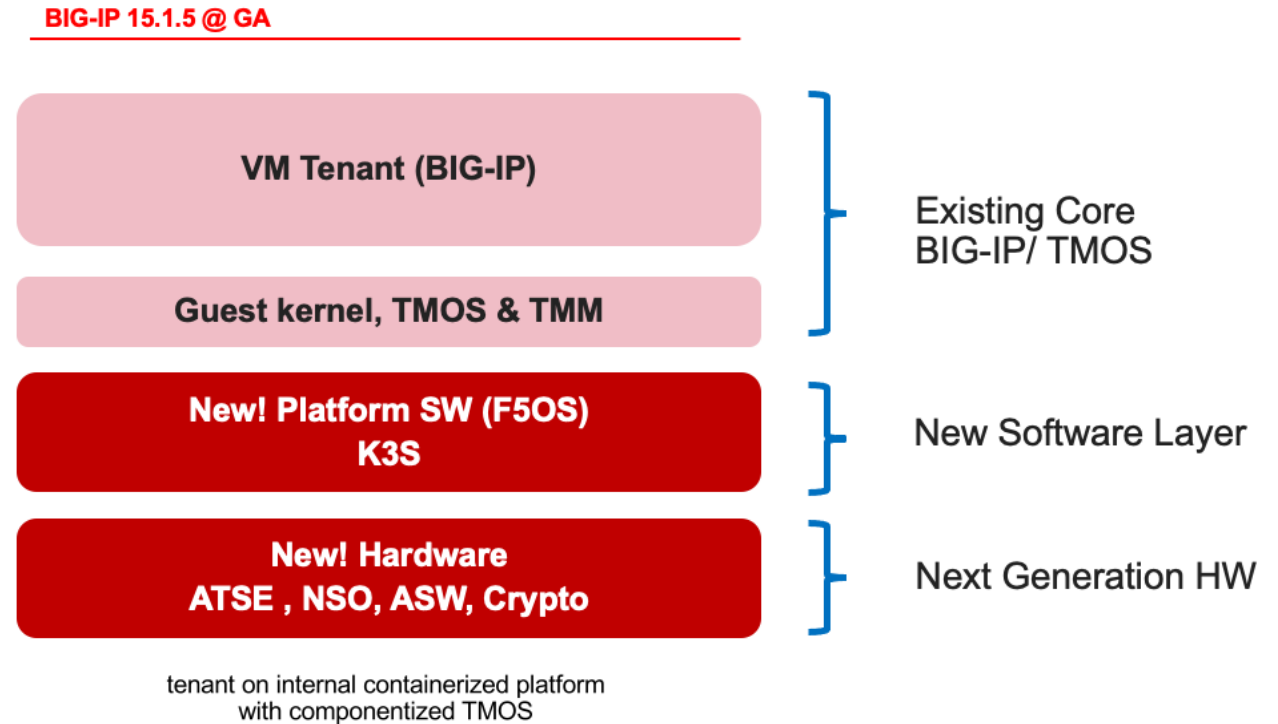 BIG-IP 15.1.5 @ GA
VM Tenant (BIG-IP)
Existing Core
BIG-IP/ TMOS
Guest kernel, TMOS & TMM
New! Platform SW (F5OS)
K3S
New Software Layer
New! Hardware
ATSE , NSO, ASW, Crypto
Next Generation HW
tenant on internal containerized platform
with componentized TMOS